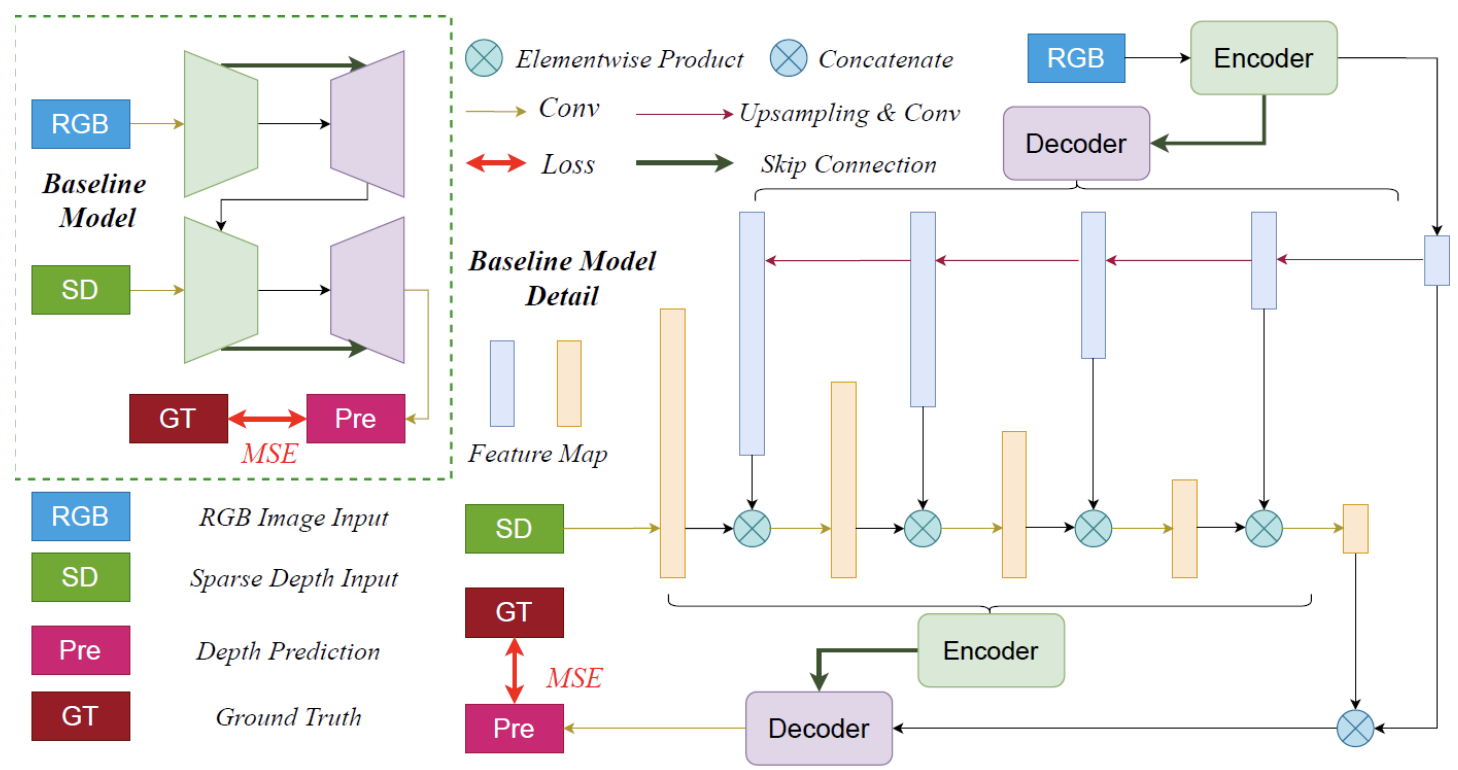 RGB
Baseline
Model
SD
GT
MSE
Pre
RGB
RGB Image Input
SD
Sparse Depth Input
Pre
Depth Prediction
GT
Ground Truth
Elementwise Product
Concatenate
Conv
Upsampling & Conv
Loss
Skip Connection
RGB
Encoder
Decoder
Baseline Model
Detail
Feature Map
SD
GT
MSE
Pre
Encoder
Decoder